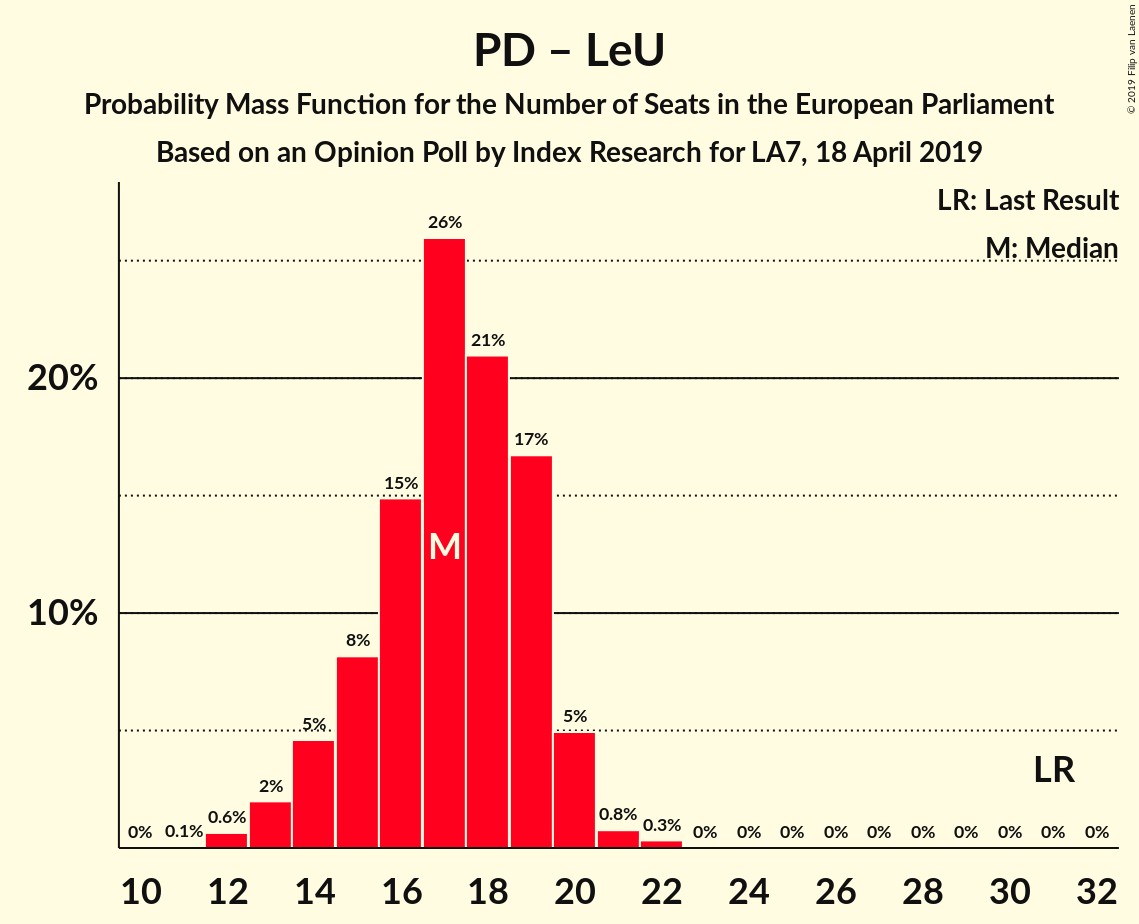 PD – LeU
Probability Mass Function for the Number of Seats in the European Parliament
Based on an Opinion Poll by Index Research for LA7, 18 April 2019
© 2019 Filip van Laenen
LR: Last Result
M: Median
26%
21%
20%
17%
15%
M
10%
8%
5%
5%
LR
2%
0%
0.1%
0.6%
0.8%
0.3%
0%
0%
0%
0%
0%
0%
0%
0%
0%
0%
10 12 14 16 18 20 22 24 26 28 30 32